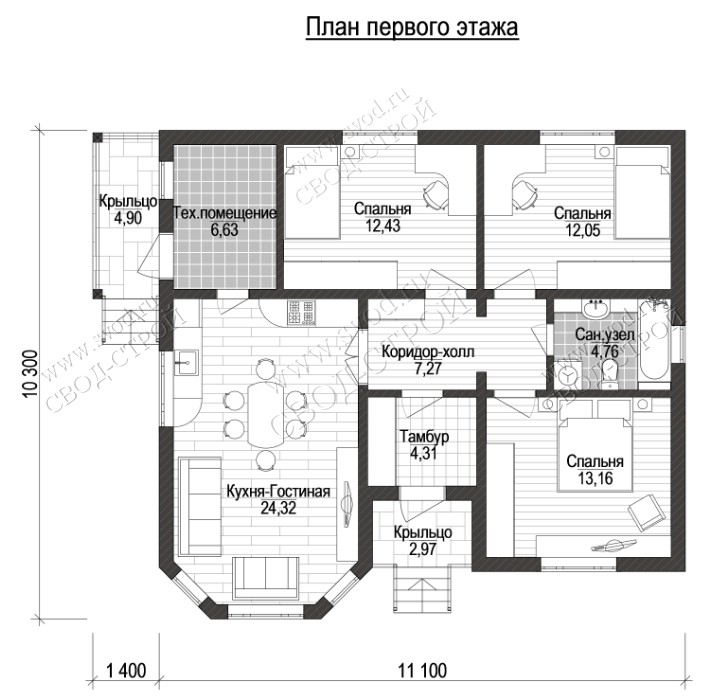 План первого этажа
www.svod.ru
СВОД-СТРОЙ
Крыльцо
4,90
Тех.помещение
6,63
Спальня
12,43
Спальня
12,05
10 300
www.svod.ru
СВОД-СТРОЙ
www.svod.ru
СВОД-СТРОЙ
www.svod.ru
СВОД-СТРОЙ
Коридор-холл
7,27
Сан,узел
4,76
Тамбур
4,31
Спальня
13,16
Кухня-Гостиная
24,32
Крыльцо
2,97
1 400
11 100